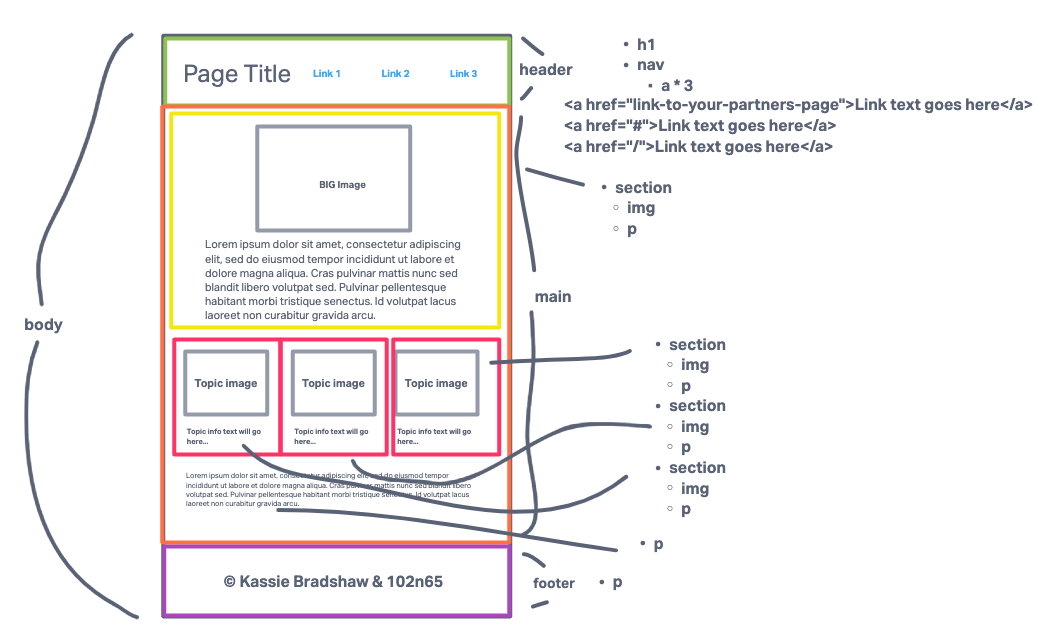 Page Title
Link 1
Link 2
Link 3
header
• h1
• nav
▪ a * 3
<a href="link-to-your-partners-page">Link text goes here</a>
<a href="#">Link text goes here</a>
<a href="/">Link text goes here</a>
BIG Image
• section
○ img
○ p
Lorem ipsum dolor sit amet, consectetur adipiscing
elit, sed do eiusmod tempor incididunt ut labore et
dolore magna aliqua. Cras pulvinar mattis nunc sed
blandit libero volutpat sed. Pulvinar pellentesque
habitant morbi tristique senectus. Id volutpat lacus
laoreet non curabitur gravida arcu.
main
body
Topic image
Topic info text will go
here...
Topic image
Topic info text will go
here...
Topic image
Topic info text will go
here...
• section
○ img
○ p
• section
○ img
○ p
• section
○ img
○ p
Lorem ipsum dolor sit amet, consectetur adipiscing elit, sed do eiusmod tempor
incididunt ut labore et dolore magna aliqua. Cras pulvinar mattis nunc sed blandit libero
volutpat sed. Pulvinar pellentesque habitant morbi tristique senectus. Id volutpat lacus
laoreet non curabitur gravida arcu.
• p
© Kassie Bradshaw & 102n65
footer
• p